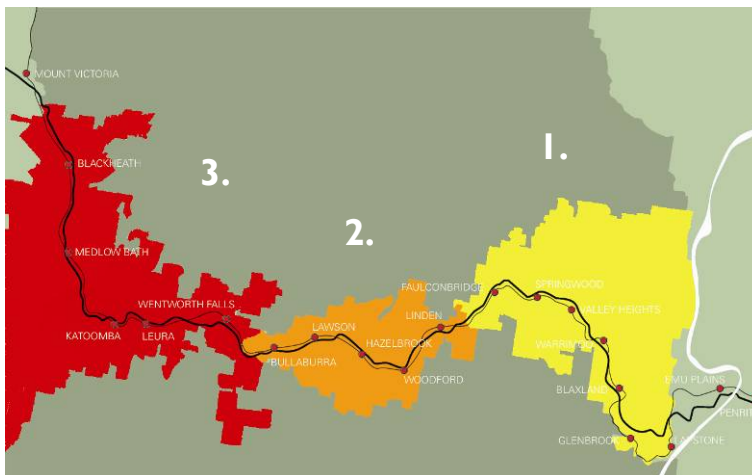 MOUNT VICTORIA
1.
BLACKHEATH
3.
2.
MEDLOW BATH
FAULCONBRIDGE
SPRINGWOOD
WENTWORTH FALLS
VALLEY HEIGHTS
LINDEN
LAWSON
KATOOMBA
LEURA
HAZELBROOK
WARRIMOO
BULLABURRA
WOODFORD
BLAXLAND
EMU PLAINS
PENRI
GLENBROOK
LAPSTONE